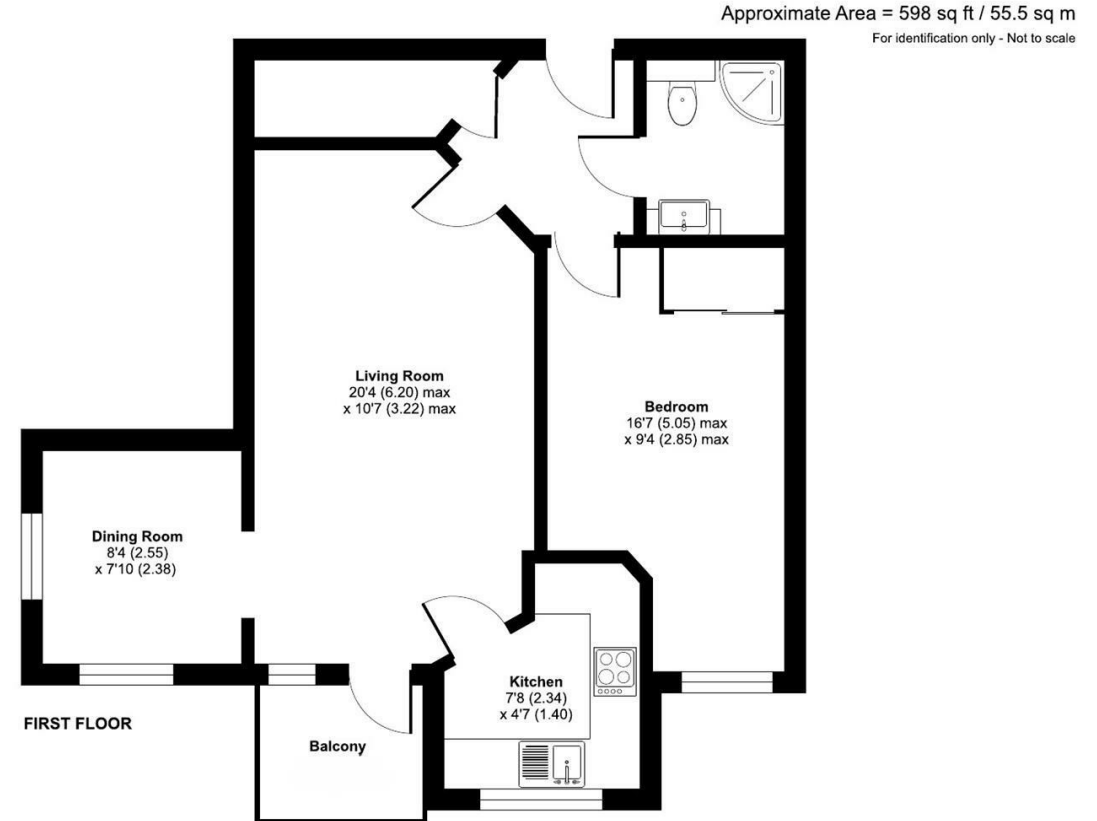 Approximate Area = 598 sq ft / 55.5 sq m
For identification only - Not to scale
Living Room
20'4 (6.20) max
x 10'7 (3.22) max
Bedroom
16'7 (5.05) max
x 9'4 (2.85) max
Dining Room
8'4 (2.55)
x 7'10 (2.38)
Kitchen
7'8 (2.34)
x 4'7 (1.40)
FIRST FLOOR
Balcony